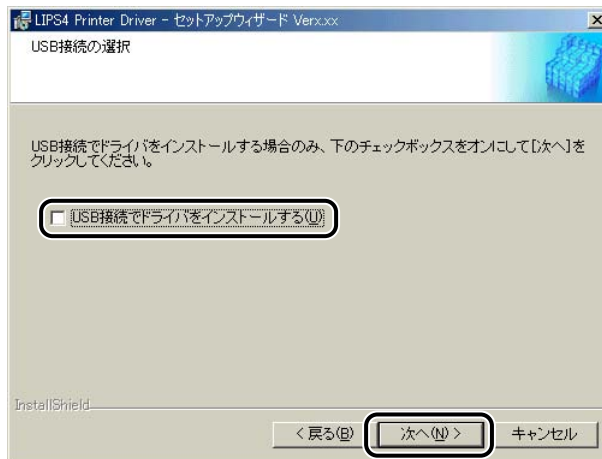 LIPS4 Printer Driver - セットアップウィザード Verx.xx
USB接続の選択
USB接続でドライバをインストールする場合のみ、下のチェックボックスをオンにして[次へ]を
クリックしてください。
USB接続でドライバをインストールする(U)
InstallShield
< 戻る(B) 次へ(N) > キャンセル